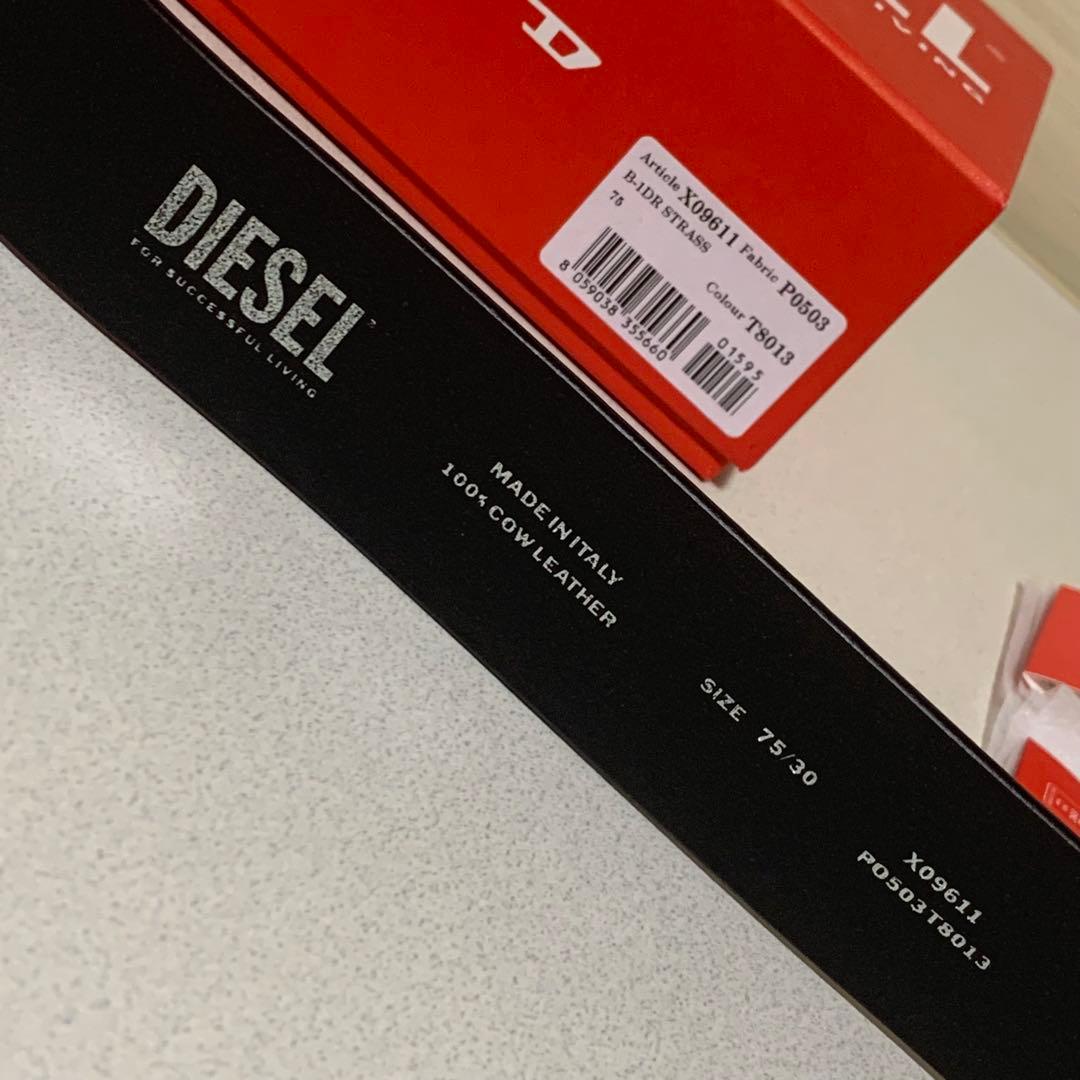 D
L
VING
Article X09611 Fabric P0503
B-1DR STRASS
75
Colour T8013
8 059038 355660
01595
DIESEL
FOR SUCCESSFUL LIVING
MADE IN ITALY
100% COW LEATHER
SIZE 75/30
X09611
P0503T8013